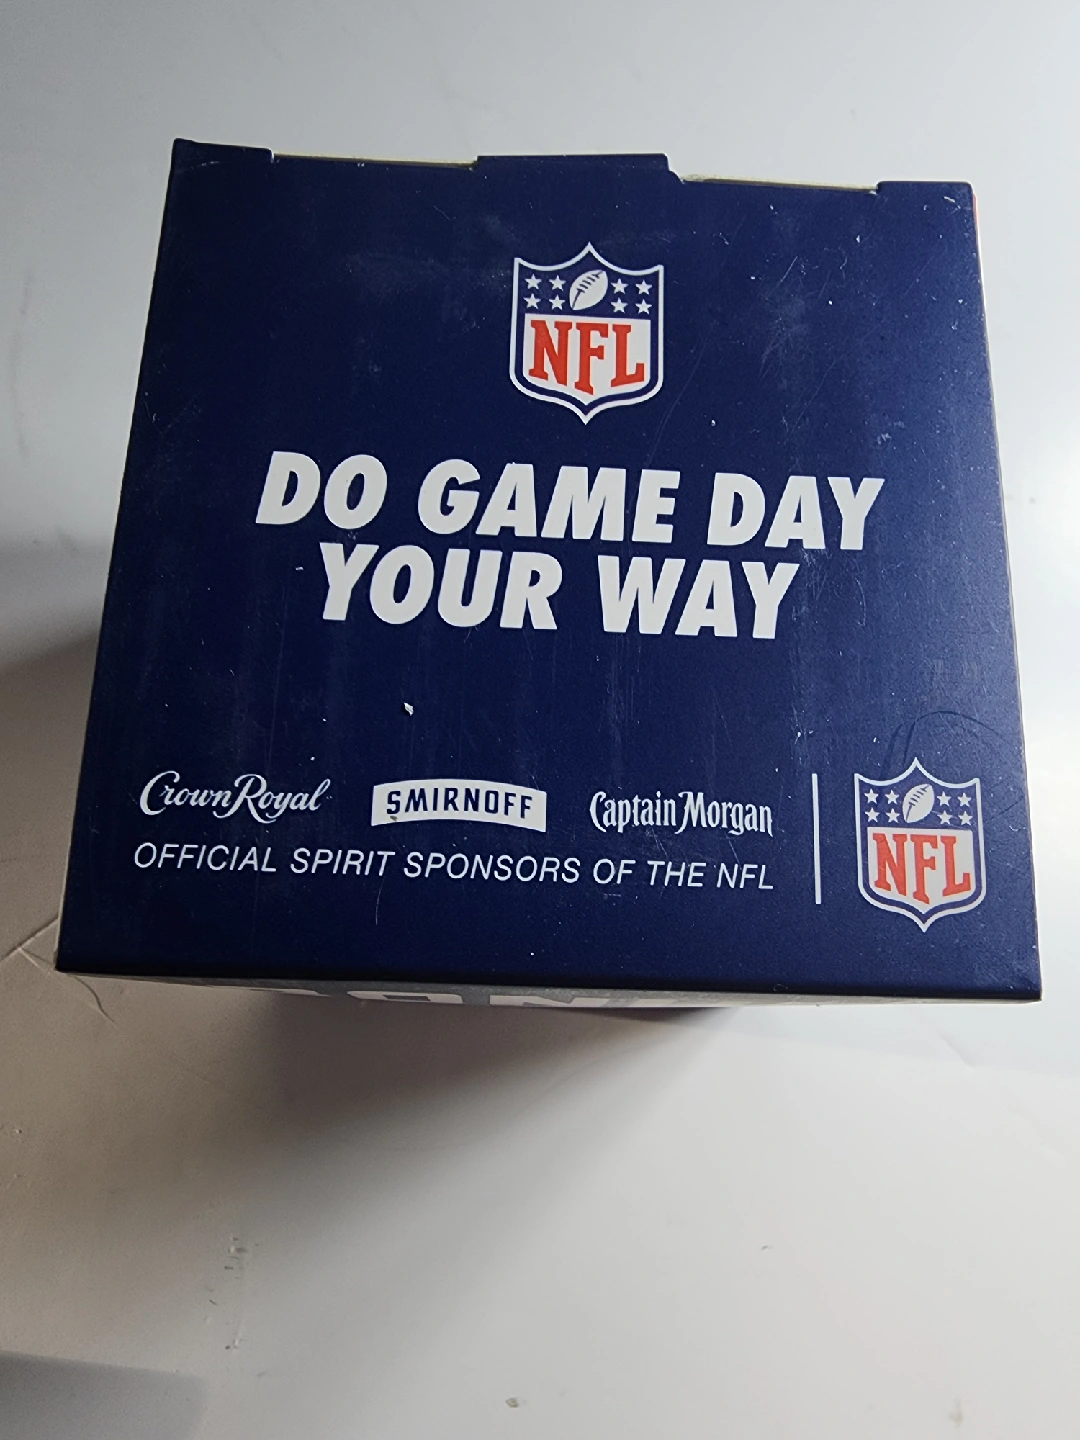 NFL
DO GAME DAY
YOUR WAY
Crown Royal SMIRNOFF Captain Morgan
OFFICIAL SPIRIT SPONSORS OF THE NFL
NFL